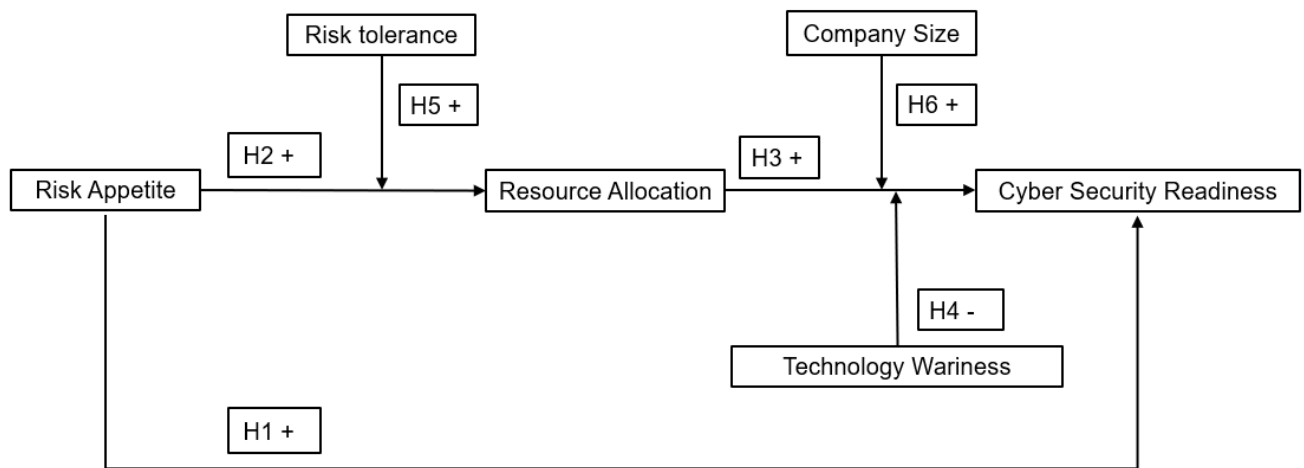 Risk tolerance
Company Size
H5 +
H6 +
H2 +
H3 +
Risk Appetite
Resource Allocation
Cyber Security Readiness
H4 -
Technology Wariness
H1 +